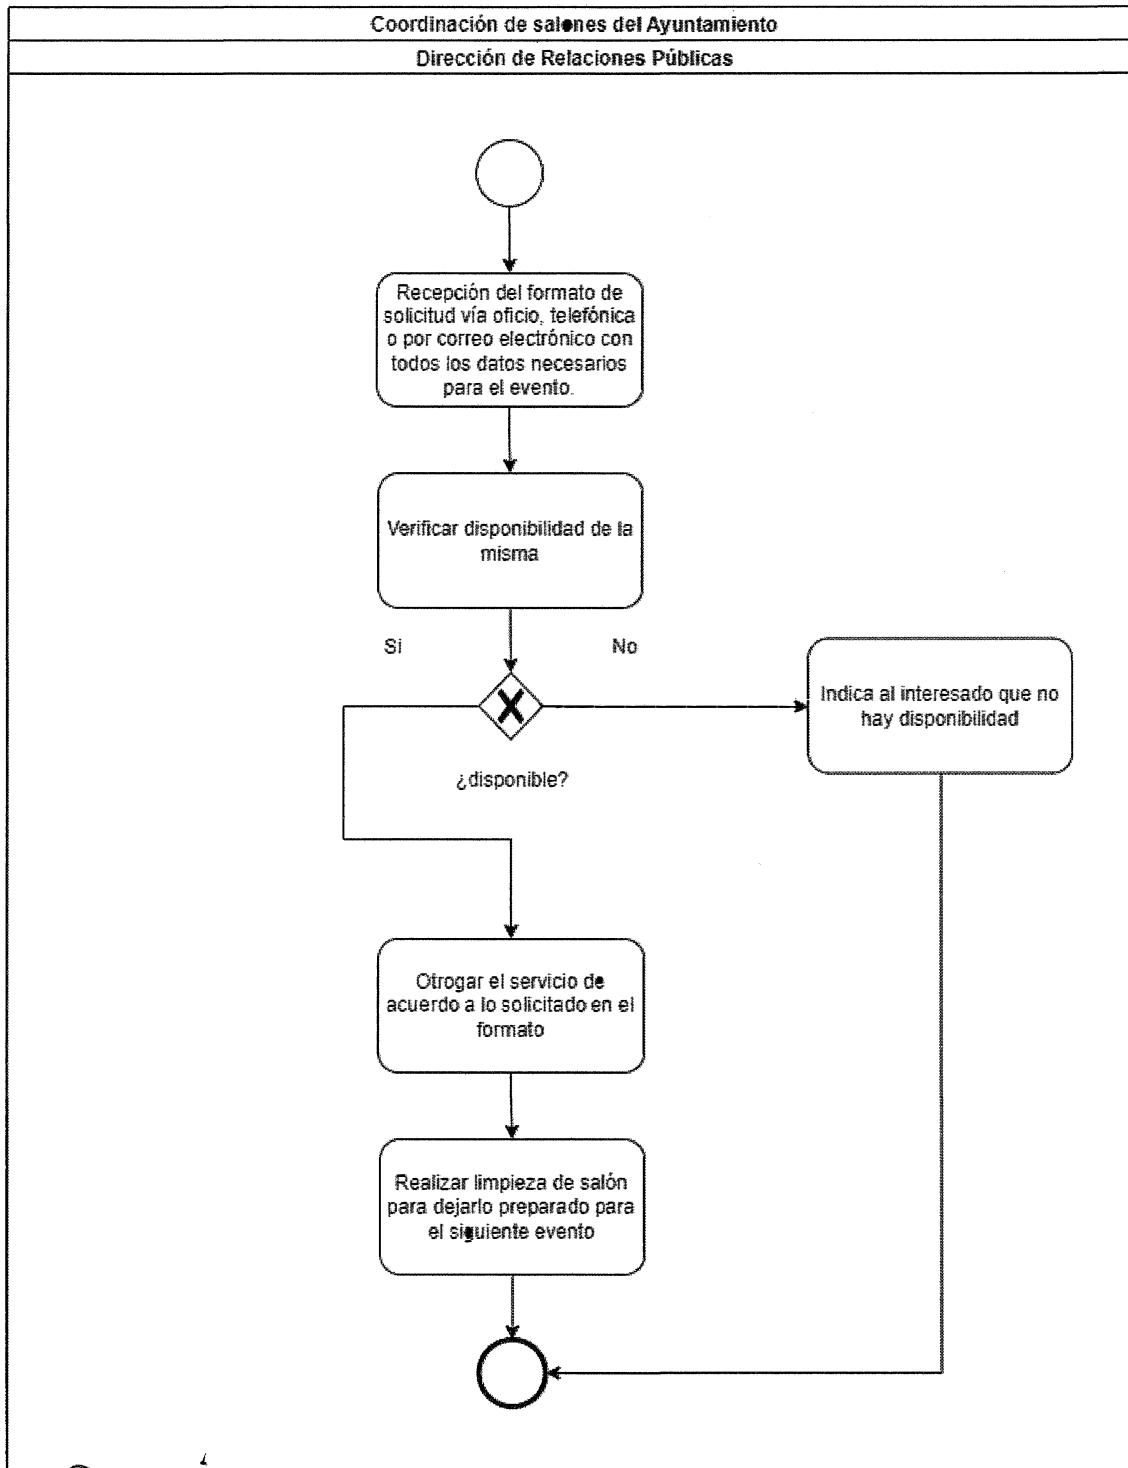 Coordinación de salones del Ayuntamiento
Dirección de Relaciones Públicas
Recepción del formato de
solicitud vía oficio, telefónica
o por correo electrónico con
todos los datos necesarios
para el evento.
Verificar disponibilidad de la
misma
Si
No
Indica al interesado que no
hay disponibilidad
¿disponible?
Otrogar el servicio de
acuerdo a lo solicitado en el
formato
Realizar limpieza de salón
para dejarlo preparado para
el siguiente evento